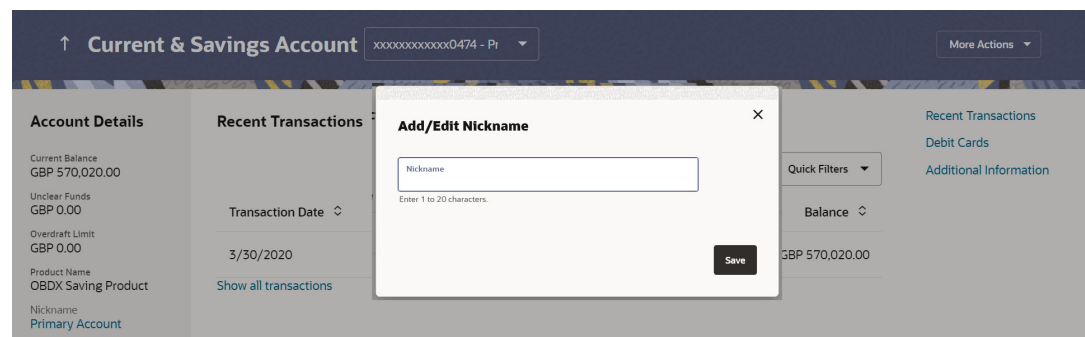 ↑ Current & Savings Account xxxxxxxxxxxx0474 - Pr
More Actions
Account Details
Current Balance
GBP 570,020.00
Unclear Funds
GBP 0.00
Overdraft Limit
GBP 0.00
Product Name
OBDX Saving Product
Nickname
Primary Account
Recent Transactions
Quick Filters
Transaction Date
Balance
3/30/2020
GBP 570,020.00
Show all transactions
Add/Edit Nickname
Nickname
Enter 1 to 20 characters.
Save
Recent Transactions
Debit Cards
Additional Information